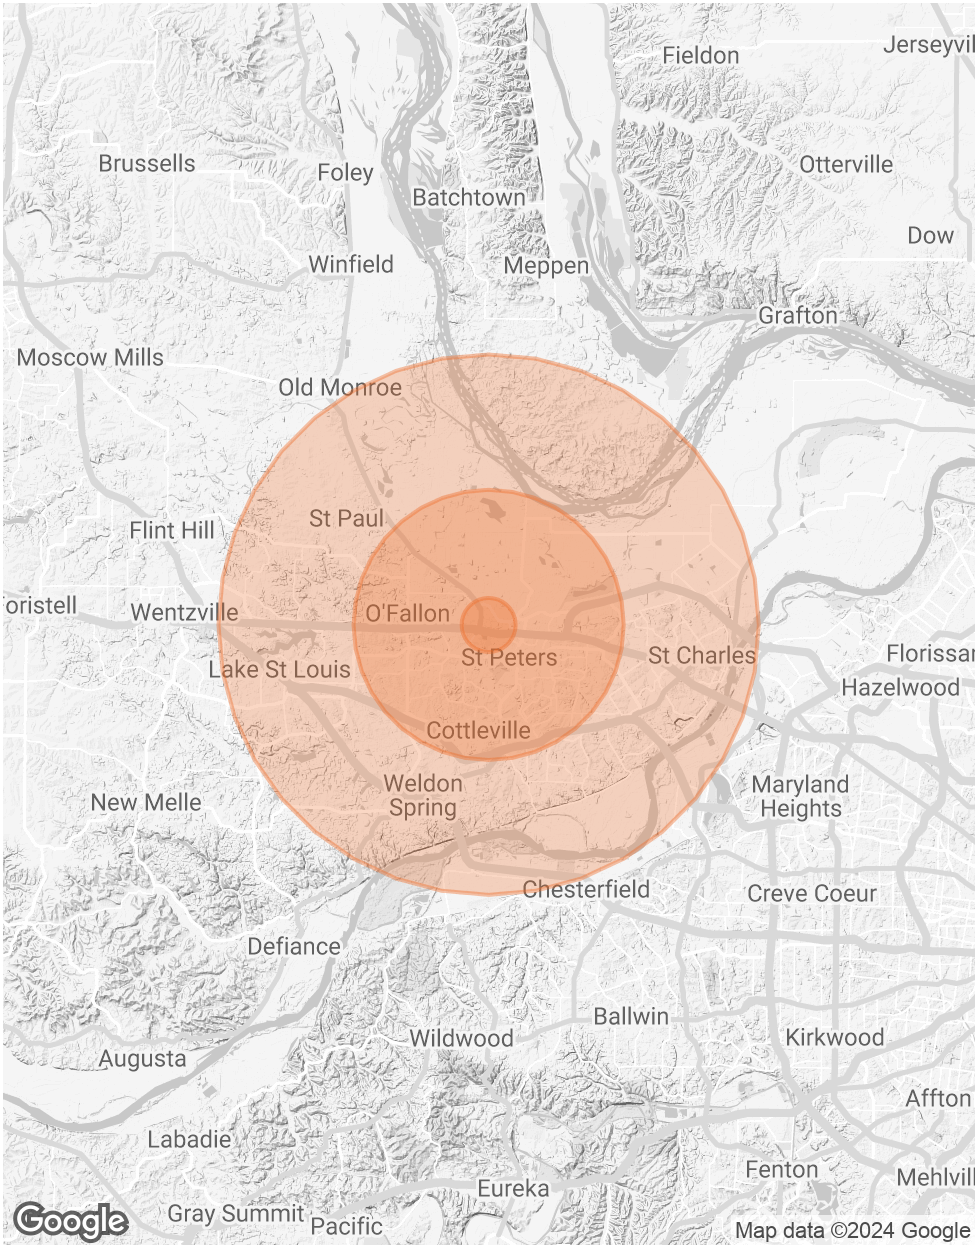 Fieldon
Jerseyvil
Brussells
Foley
Otterville
Batchtown
Dow
Winfield
Meppen
Grafton
Moscow Mills
Old Monroe
St Paul
Flint Hill
oristell
Wentzville
O'Fallon
St Peters
St Charles
Florissan
Lake St Louis
Hazelwood
Cottleville
Weldon
Spring
Maryland
Heights
New Melle
Chesterfield
Creve Coeur
Defiance
Ballwin
Wildwood
Kirkwood
Augusta
Affton
Labadie
Fenton
Mehlvill
Eureka
Gray Summit
Pacific
Google
Map data ©2024 Google